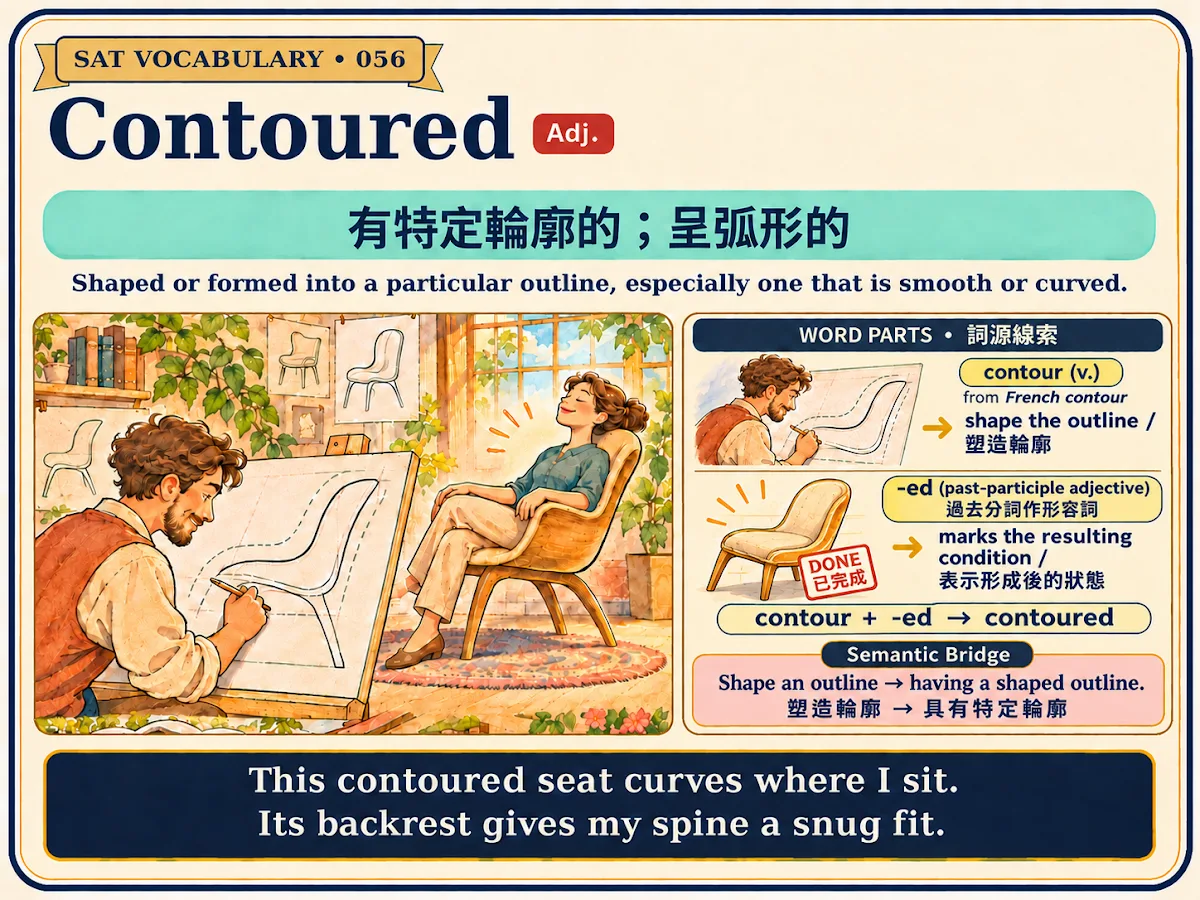 SAT VOCABULARY • 056
Contoured Adj.
有特定輪廓的；呈弧形的
Shaped or formed into a particular outline, especially one that is smooth or curved.
WORD PARTS • 詞源線索
contour (v.)
from French contour
shape the outline /
塑造輪廓
-ed (past-participle adjective)
過去分詞作形容詞
marks the resulting
condition /
表示形成後的狀態
DONE
已完成
contour + -ed → contoured
Semantic Bridge
Shape an outline → having a shaped outline.
塑造輪廓 → 具有特定輪廓
This contoured seat curves where I sit.
Its backrest gives my spine a snug fit.